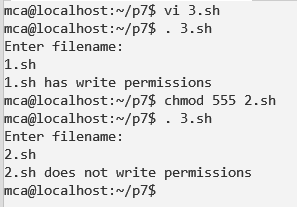 mca@localhost:~/p7$ vi 3.sh
mca@localhost:~/p7$ . 3.sh
Enter filename:
1.sh
1.sh has write permissions
mca@localhost:~/p7$ chmod 555 2.sh
mca@localhost:~/p7$ . 3.sh
Enter filename:
2.sh
2.sh does not write permissions
mca@localhost:~/p7$